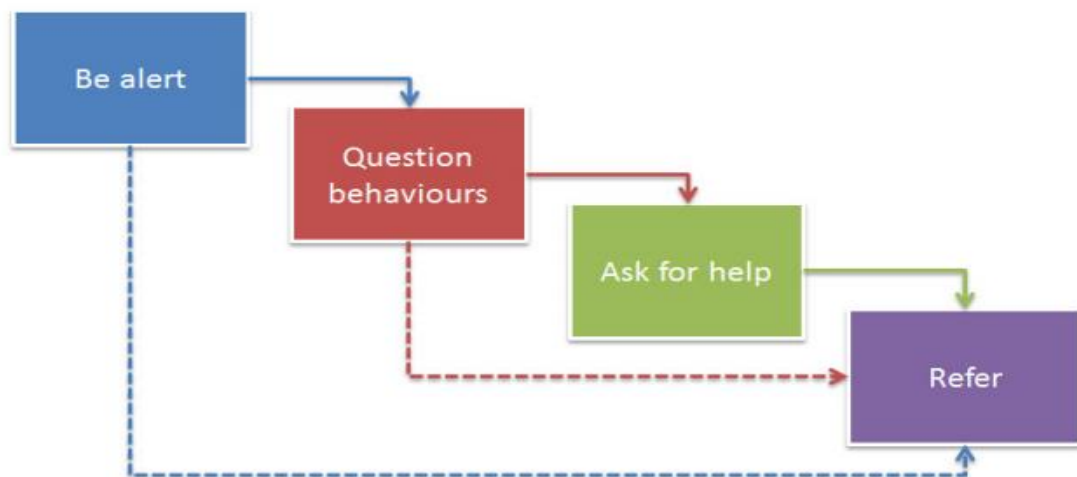 Be alert
Question
behaviours
Ask for help
Refer